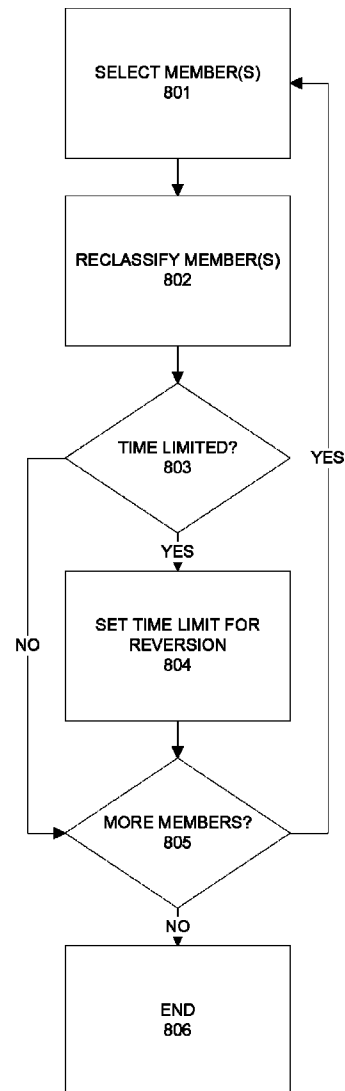 SELECT MEMBER(S)
801
RECLASSIFY MEMBER(S)
802
TIME LIMITED?
803
YES
YES
SET TIME LIMIT FOR
REVERSION
804
NO
MORE MEMBERS?
805
NO
END
806